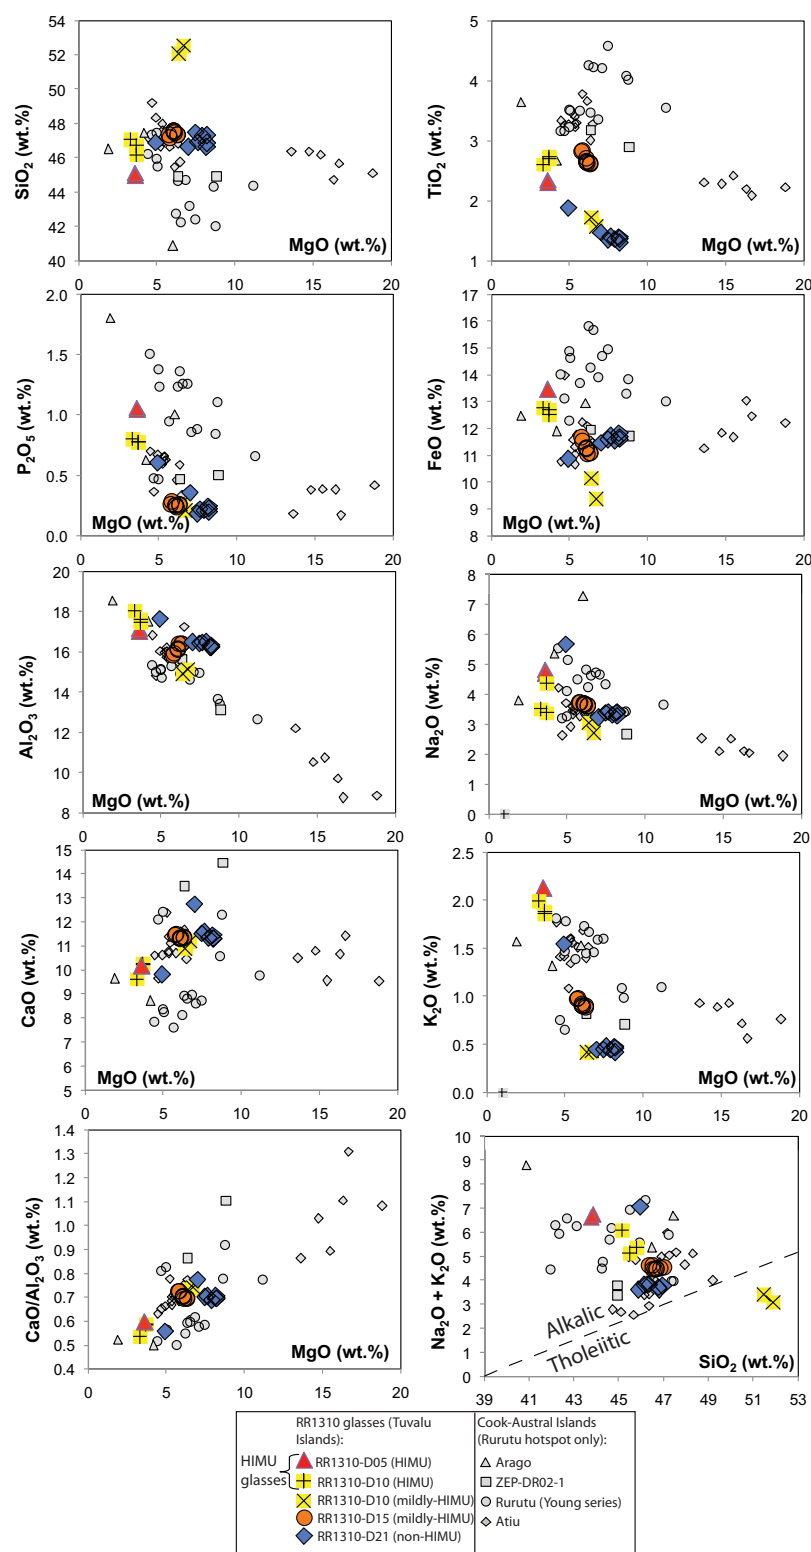 54
52
50
48
46
44
42
40
SiO₂ (wt.%)
MgO (wt.%)
0 5 10 15 20
5
4
3
2
1
TiO₂ (wt.%)
MgO (wt.%)
0 5 10 15 20
2.0
1.5
1.0
0.5
0.0
P₂O₅ (wt.%)
MgO (wt.%)
0 5 10 15 20
17
16
15
14
13
12
11
10
9
8
FeO (wt.%)
MgO (wt.%)
0 5 10 15 20
20
18
16
14
12
10
8
Al₂O₃ (wt.%)
MgO (wt.%)
0 5 10 15 20
8
7
6
5
4
3
2
1
0
Na₂O (wt.%)
MgO (wt.%)
0 5 10 15 20
15
14
13
12
11
10
9
8
7
6
5
CaO (wt.%)
MgO (wt.%)
0 5 10 15 20
2.5
2.0
1.5
1.0
0.5
0.0
K₂O (wt.%)
MgO (wt.%)
0 5 10 15 20
1.4
1.3
1.2
1.1
1.0
0.9
0.8
0.7
0.6
0.5
0.4
CaO/Al₂O₃ (wt.%)
MgO (wt.%)
0 5 10 15 20
10
9
8
7
6
5
4
3
2
1
0
Na₂O + K₂O (wt.%)
Alkalic
Tholeiitic
SiO₂ (wt.%)
39 41 43 45 47 49 51 53
RR1310 glasses (Tuvalu
Islands):
HIMU
glasses
RR1310-D05 (HIMU)
RR1310-D10 (HIMU)
RR1310-D10 (mildly-HIMU)
RR1310-D15 (mildly-HIMU)
RR1310-D21 (non-HIMU)
Cook-Austral Islands
(Rurutu hotspot only):
Arago
ZEP-DR02-1
Rurutu (Young series)
Atiu